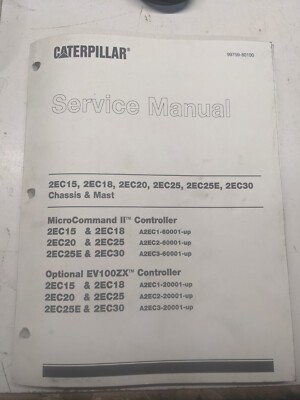 CATERPILLAR®
Service Manual
2EC15, 2EC18, 2EC20, 2EC25, 2EC25E, 2EC30
Chassis & Mast
MicroCommand II™ Controller
2EC15 & 2EC18 A2EC1-60001-up
2EC20 & 2EC25 A2EC2-60001-up
2EC25E & 2EC30 A2EC3-60001-up
Optional EV100ZX™ Controller
2EC15 & 2EC18 A2EC1-20001-up
2EC20 & 2EC25 A2EC2-20001-up
2EC25E & 2EC30 A2EC3-20001-up